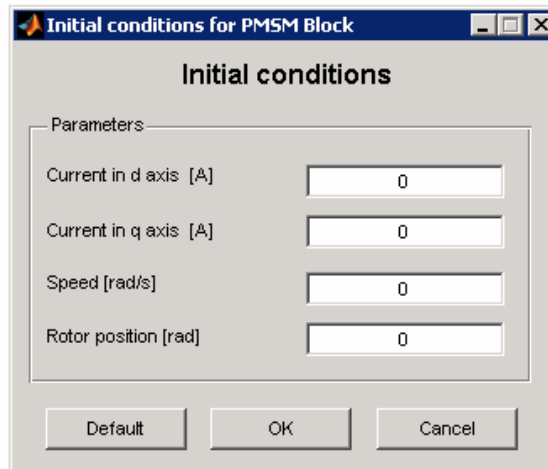 Initial conditions for PMSM Block
Initial conditions
Parameters
Current in d axis [A] 0
Current in q axis [A] 0
Speed [rad/s] 0
Rotor position [rad] 0
Default OK Cancel